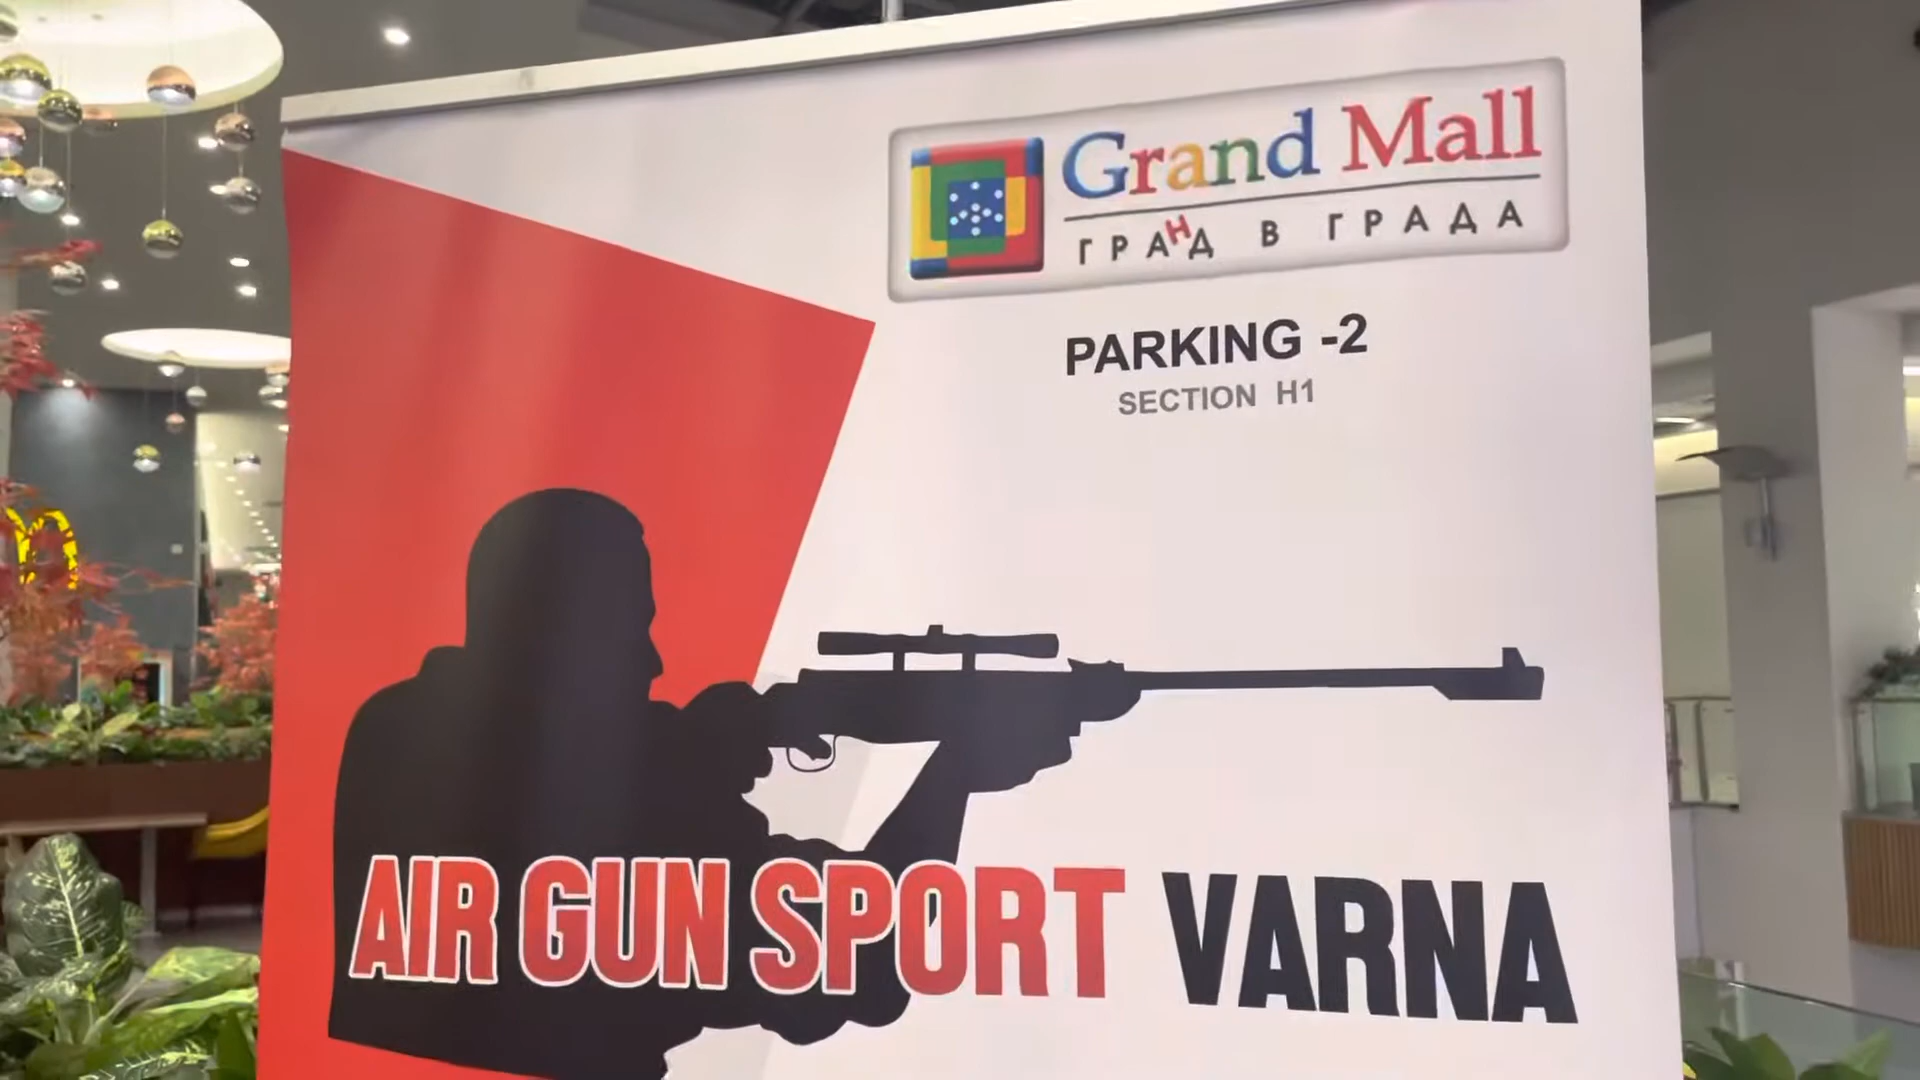 Grand Mall
ГРАНД В ГРАДА
PARKING -2
SECTION H1
AIR GUN SPORT VARNA